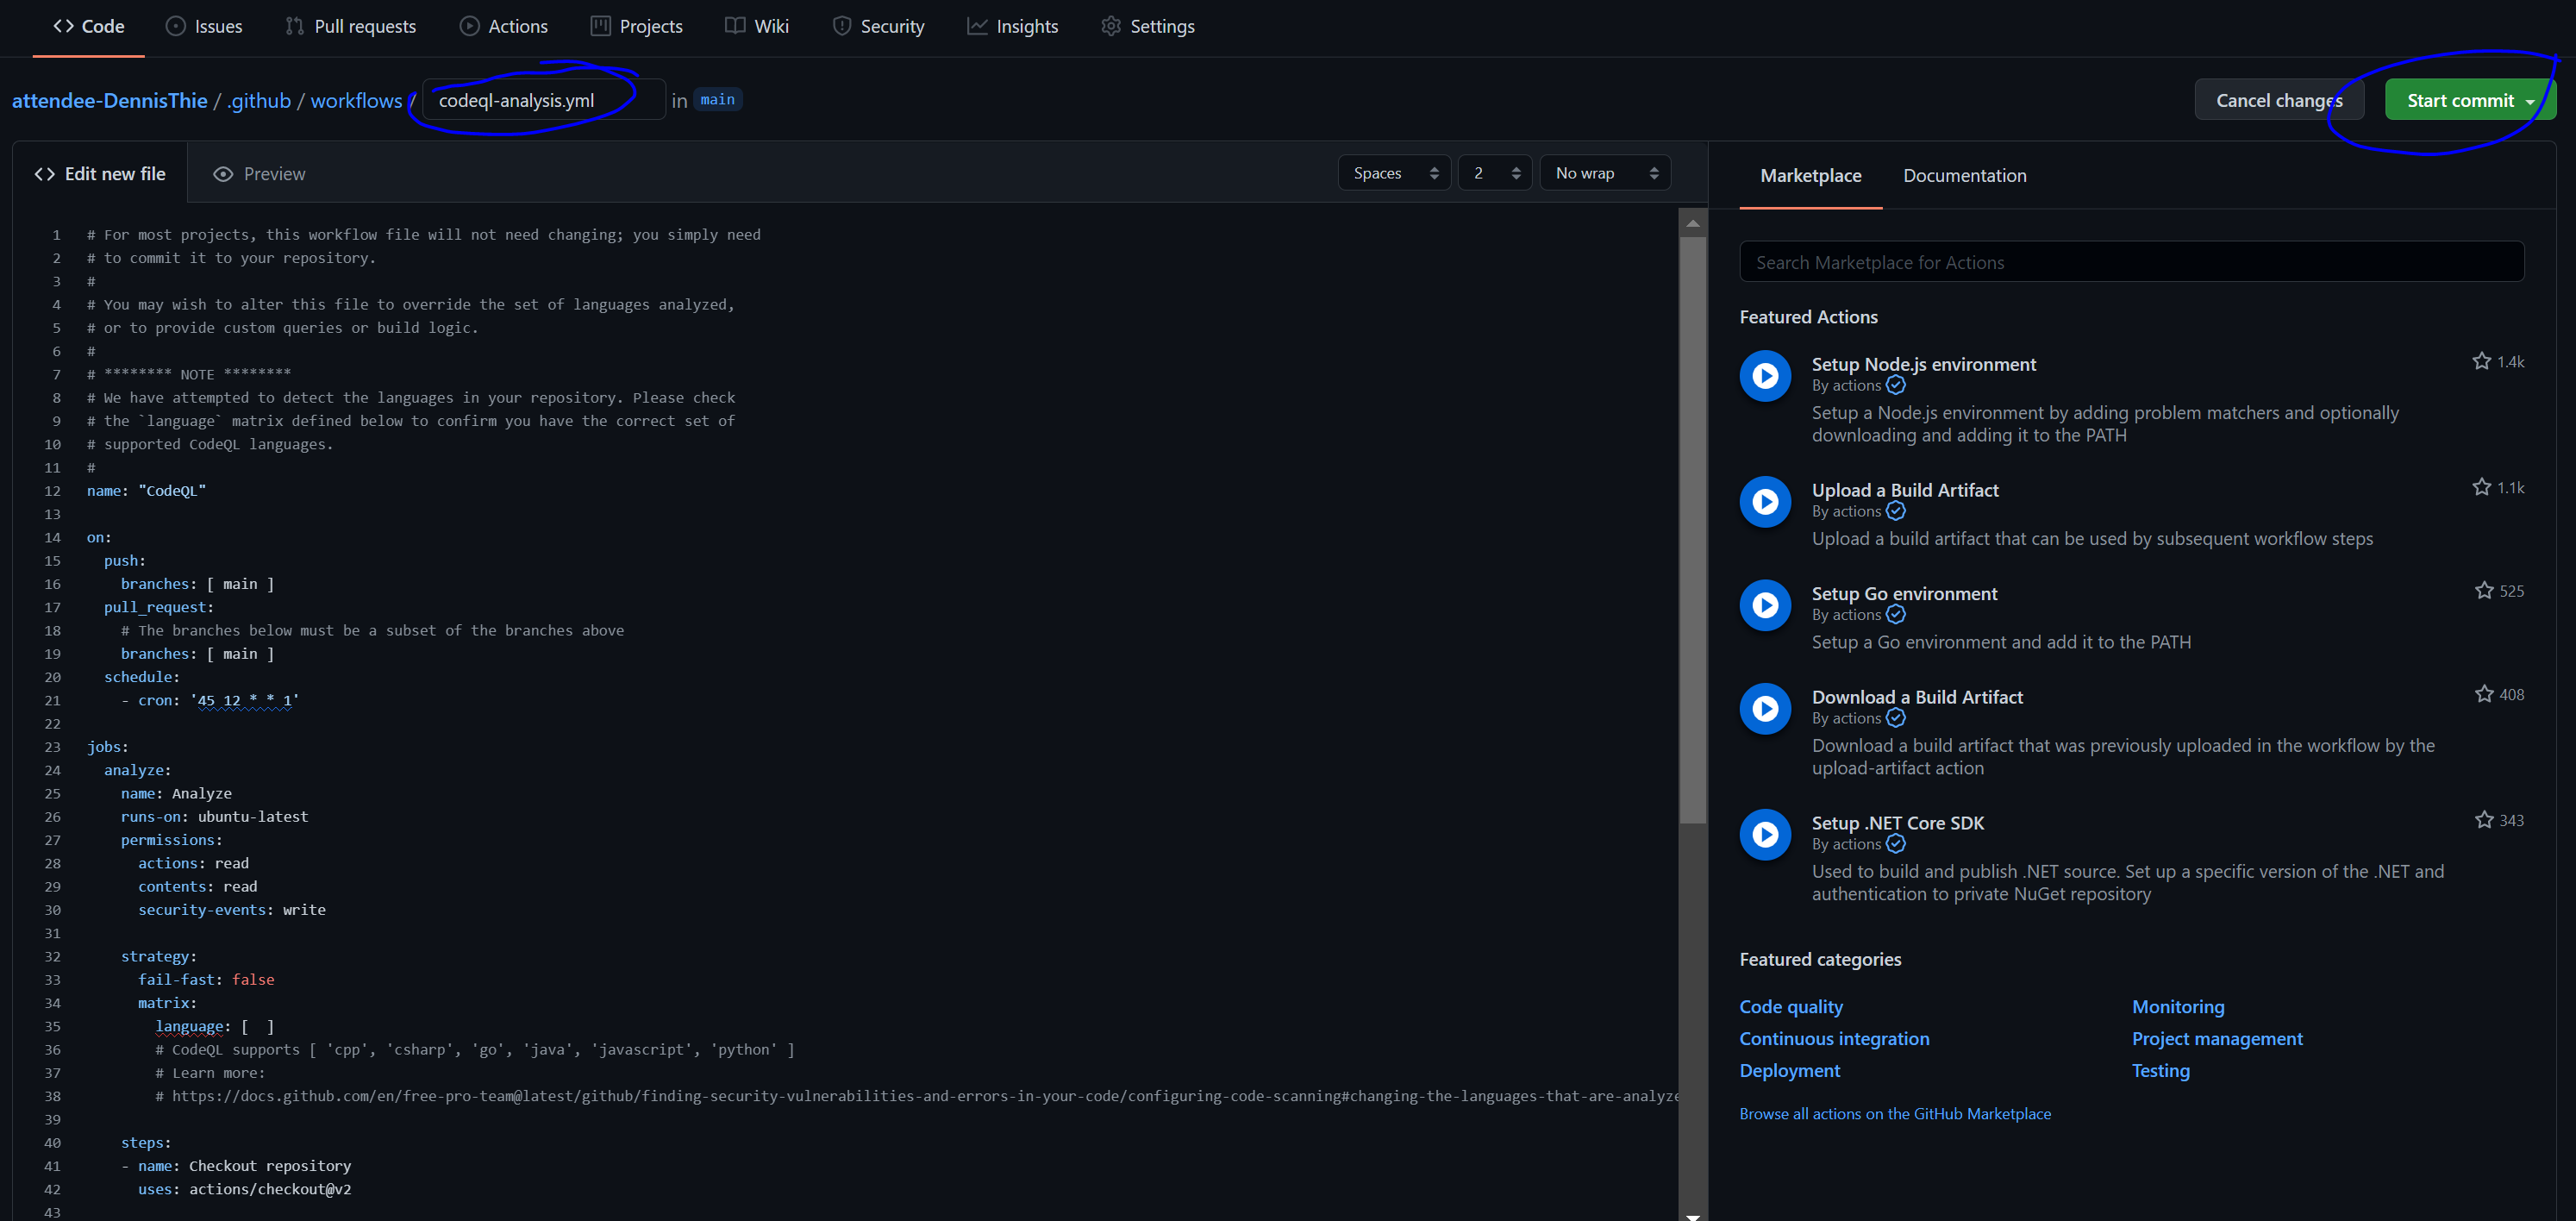 Code Issues Pull requests Actions Projects Wiki Security Insights Settings
attendee-DennisThie / .github / workflows / codeql-analysis.yml in main Cancel changes Start commit
Edit new file Preview Spaces 2 No wrap
1 # For most projects, this workflow file will not need changing; you simply need
2 # to commit it to your repository.
3 #
4 # You may wish to alter this file to override the set of languages analyzed,
5 # or to provide custom queries or build logic.
6 #
7 # ******** NOTE ********
8 # We have attempted to detect the languages in your repository. Please check
9 # the `language` matrix defined below to confirm you have the correct set of
10 # supported CodeQL languages.
11 #
12 name: "CodeQL"
13
14 on:
15   push:
16     branches: [ main ]
17   pull_request:
18     # The branches below must be a subset of the branches above
19     branches: [ main ]
20   schedule:
21     - cron: '45 12 * * 1'
22
23 jobs:
24   analyze:
25     name: Analyze
26     runs-on: ubuntu-latest
27     permissions:
28       actions: read
29       contents: read
30       security-events: write
31
32     strategy:
33       fail-fast: false
34       matrix:
35         language: [  ]
36         # CodeQL supports [ 'cpp', 'csharp', 'go', 'java', 'javascript', 'python' ]
37         # Learn more:
38         # https://docs.github.com/en/free-pro-team@latest/github/finding-security-vulnerabilities-and-errors-in-your-code/configuring-code-scanning#changing-the-languages-that-are-analyze
39
40     steps:
41     - name: Checkout repository
42       uses: actions/checkout@v2
43
Marketplace Documentation
Search Marketplace for Actions
Featured Actions
Setup Node.js environment 1.4k
By actions
Setup a Node.js environment by adding problem matchers and optionally
downloading and adding it to the PATH
Upload a Build Artifact 1.1k
By actions
Upload a build artifact that can be used by subsequent workflow steps
Setup Go environment 525
By actions
Setup a Go environment and add it to the PATH
Download a Build Artifact 408
By actions
Download a build artifact that was previously uploaded in the workflow by the
upload-artifact action
Setup .NET Core SDK 343
By actions
Used to build and publish .NET source. Set up a specific version of the .NET and
authentication to private NuGet repository
Featured categories
Code quality Monitoring
Continuous integration Project management
Deployment Testing
Browse all actions on the GitHub Marketplace